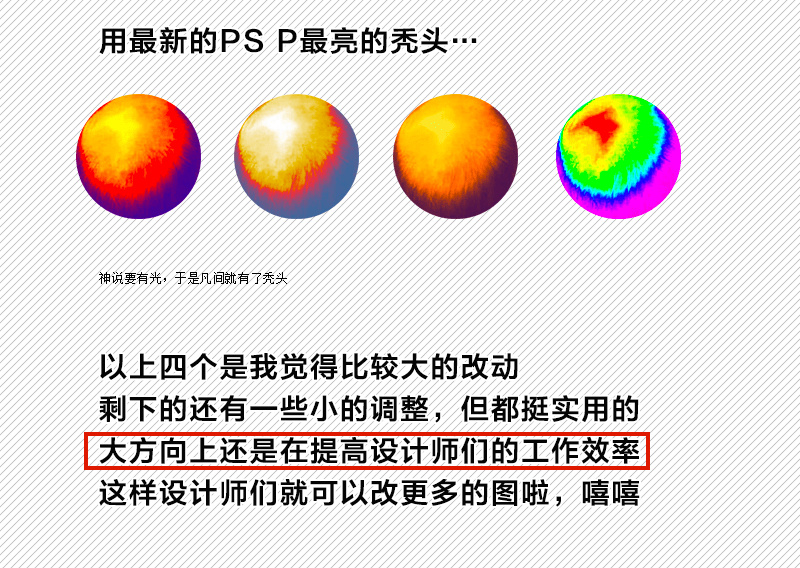 用最新的PS P最亮的秃头…
神说要有光，于是凡间就有了秃头
以上四个是我觉得比较大的改动
剩下的还有一些小的调整，但都挺实用的
大方向上还是在提高设计师们的工作效率
这样设计师们就可以改更多的图啦，嘻嘻